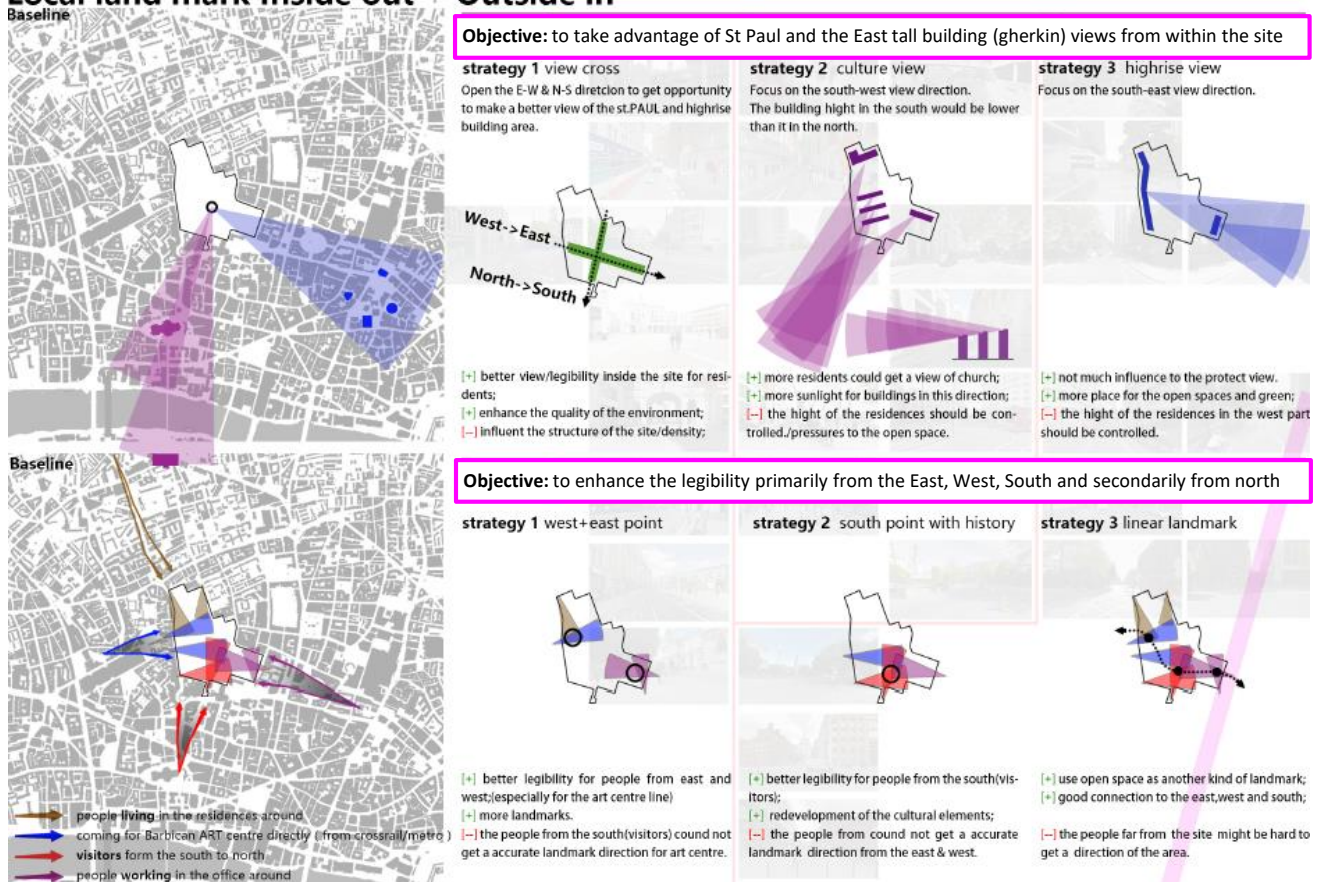 Local land mark inside out + Outside in
Baseline
Objective: to take advantage of St Paul and the East tall building (gherkin) views from within the site
strategy 1 view cross
Open the E-W & N-S diretcion to get opportunity
to make a better view of the st.PAUL and highrise
building area.
West->East
North->South
[+] better view/legibility inside the site for resi-
dents;
[+] enhance the quality of the environment;
[--] influent the structure of the site/density;
strategy 2 culture view
Focus on the south-west view direction.
The building hight in the south would be lower
than it in the north.
[+] more residents could get a view of church;
[+] more sunlight for buildings in this direction;
[--] the hight of the residences should be con-
trolled./pressures to the open space.
strategy 3 highrise view
Focus on the south-east view direction.
[+] not much influence to the protect view.
[+] more place for the open spaces and green;
[--] the hight of the residences in the west part
should be controlled.
Baseline
people living in the residences around
coming for Barbican ART centre directly ( from crossrail/metro )
visitors form the south to north
people working in the office around
Objective: to enhance the legibility primarily from the East, West, South and secondarily from north
strategy 1 west+east point
[+] better legibility for people from east and
west;(especially for the art centre line)
[+] more landmarks.
[--] the people from the south(visitors) cound not
get a accurate landmark direction for art centre.
strategy 2 south point with history
[+] better legibility for people from the south(vis-
itors);
[+] redevelopment of the cultural elements;
[--] the people from cound not get a accurate
landmark direction from the east & west.
strategy 3 linear landmark
[+] use open space as another kind of landmark;
[+] good connection to the east,west and south;
[--] the people far from the site might be hard to
get a direction of the area.